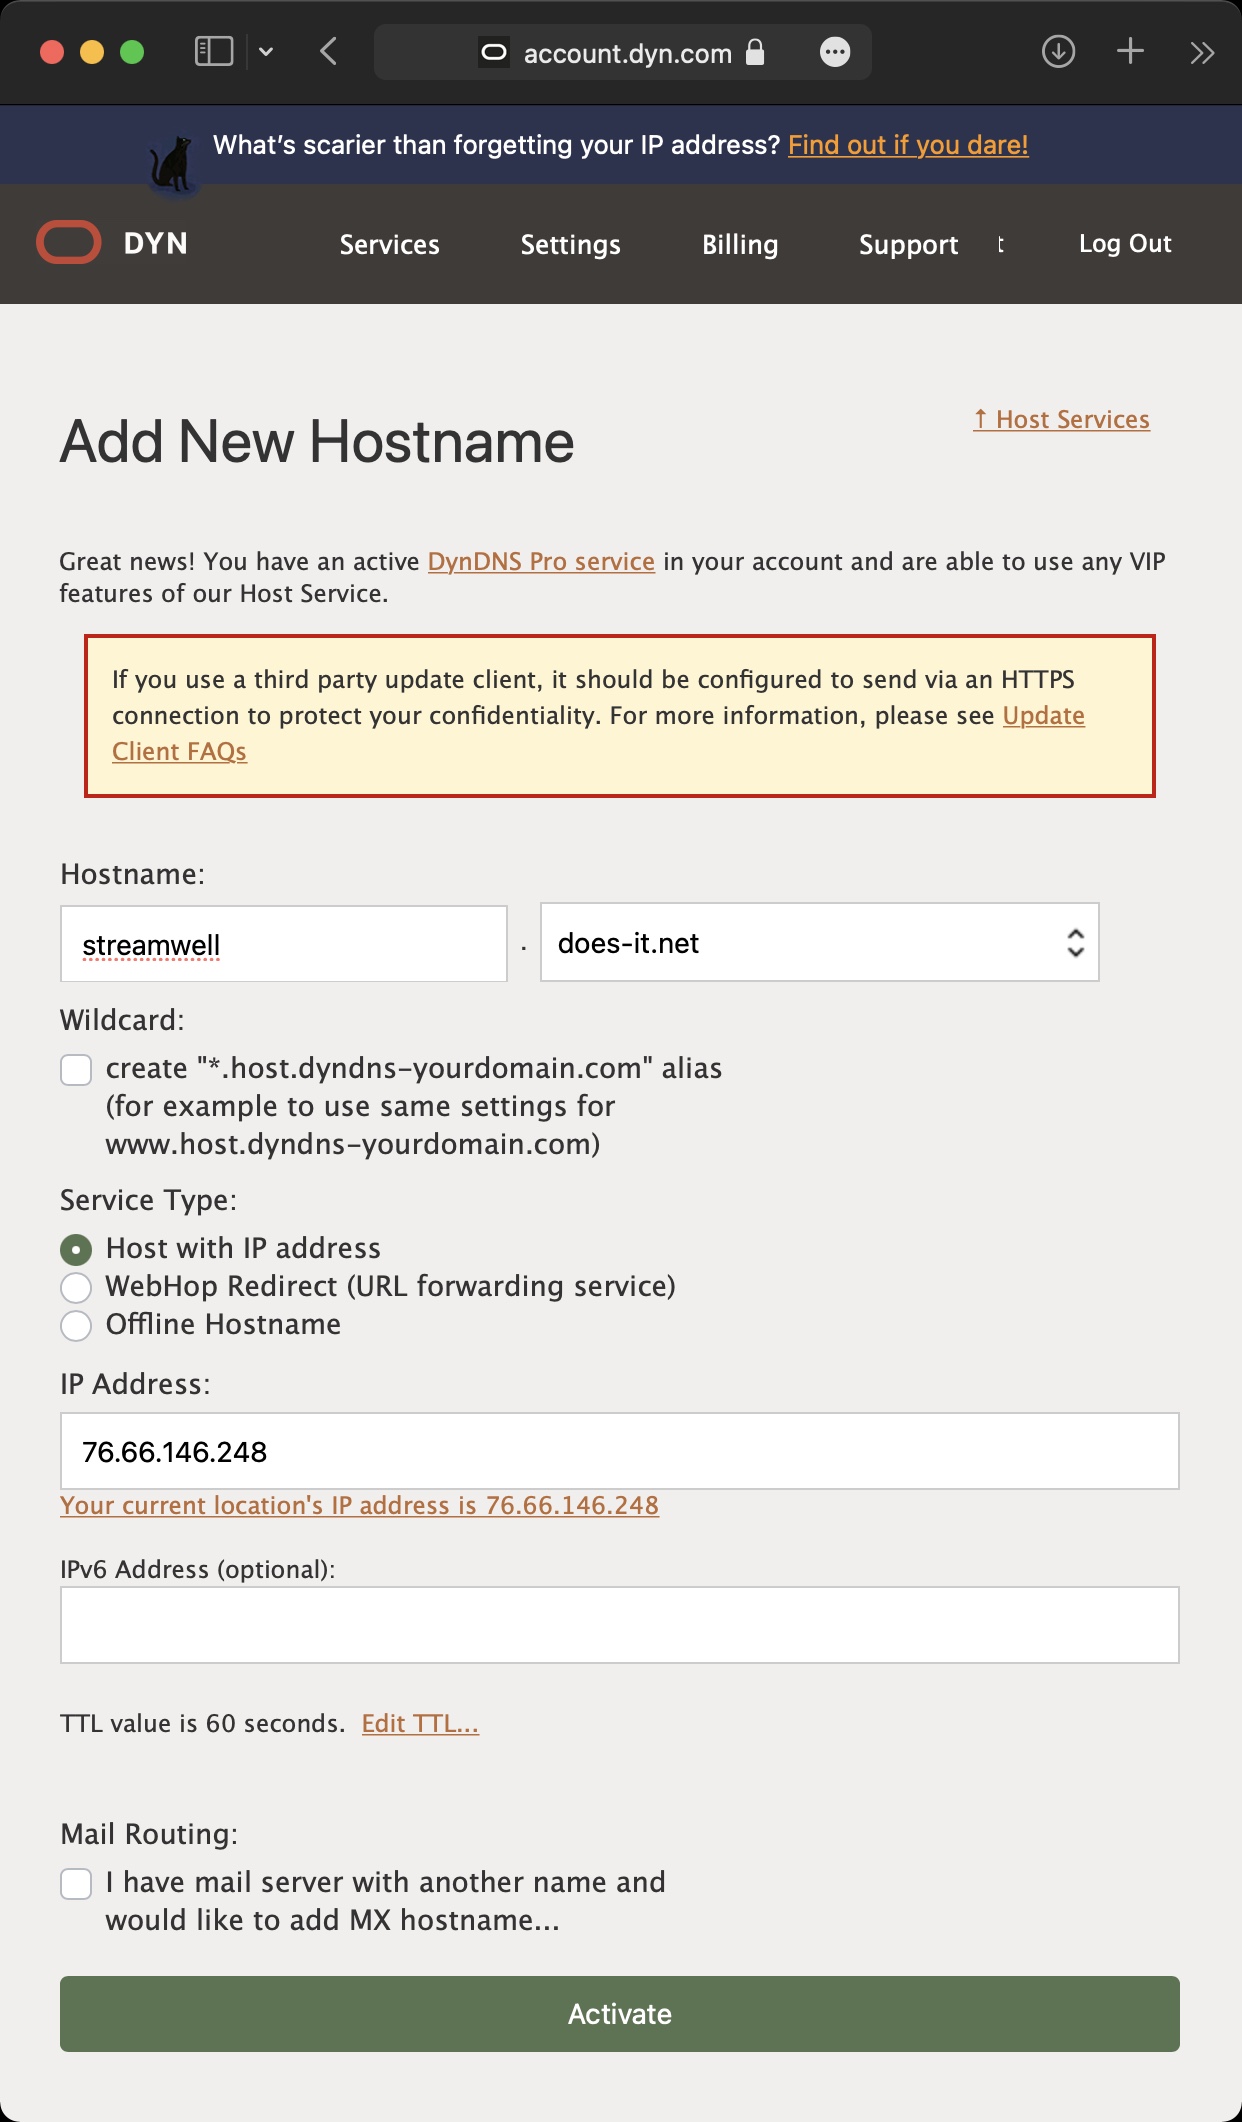 account.dyn.com
What's scarier than forgetting your IP address? Find out if you dare!
DYN Services Settings Billing Support t Log Out
Add New Hostname
↑ Host Services
Great news! You have an active DynDNS Pro service in your account and are able to use any VIP
features of our Host Service.
If you use a third party update client, it should be configured to send via an HTTPS
connection to protect your confidentiality. For more information, please see Update
Client FAQs
Hostname:
streamwell . does-it.net
Wildcard:
create "*.host.dyndns-yourdomain.com" alias
(for example to use same settings for
www.host.dyndns-yourdomain.com)
Service Type:
Host with IP address
WebHop Redirect (URL forwarding service)
Offline Hostname
IP Address:
76.66.146.248
Your current location's IP address is 76.66.146.248
IPv6 Address (optional):
TTL value is 60 seconds. Edit TTL...
Mail Routing:
I have mail server with another name and
would like to add MX hostname...
Activate